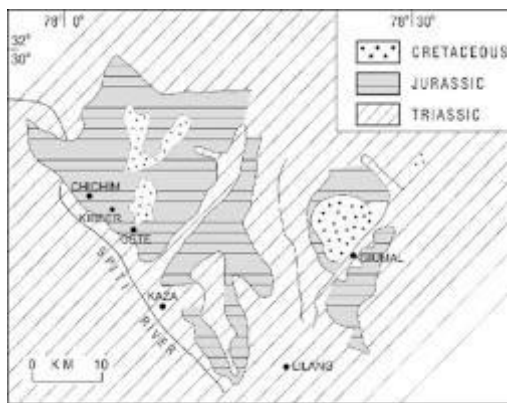 78° 0
78° 30
32°
30°
CRETACEOUS
JURASSIC
TRIASSIC
CHICHIM
KIBBER
GIUMAL
SPITI RIVER
KAZA
0 KM 10
LILANG